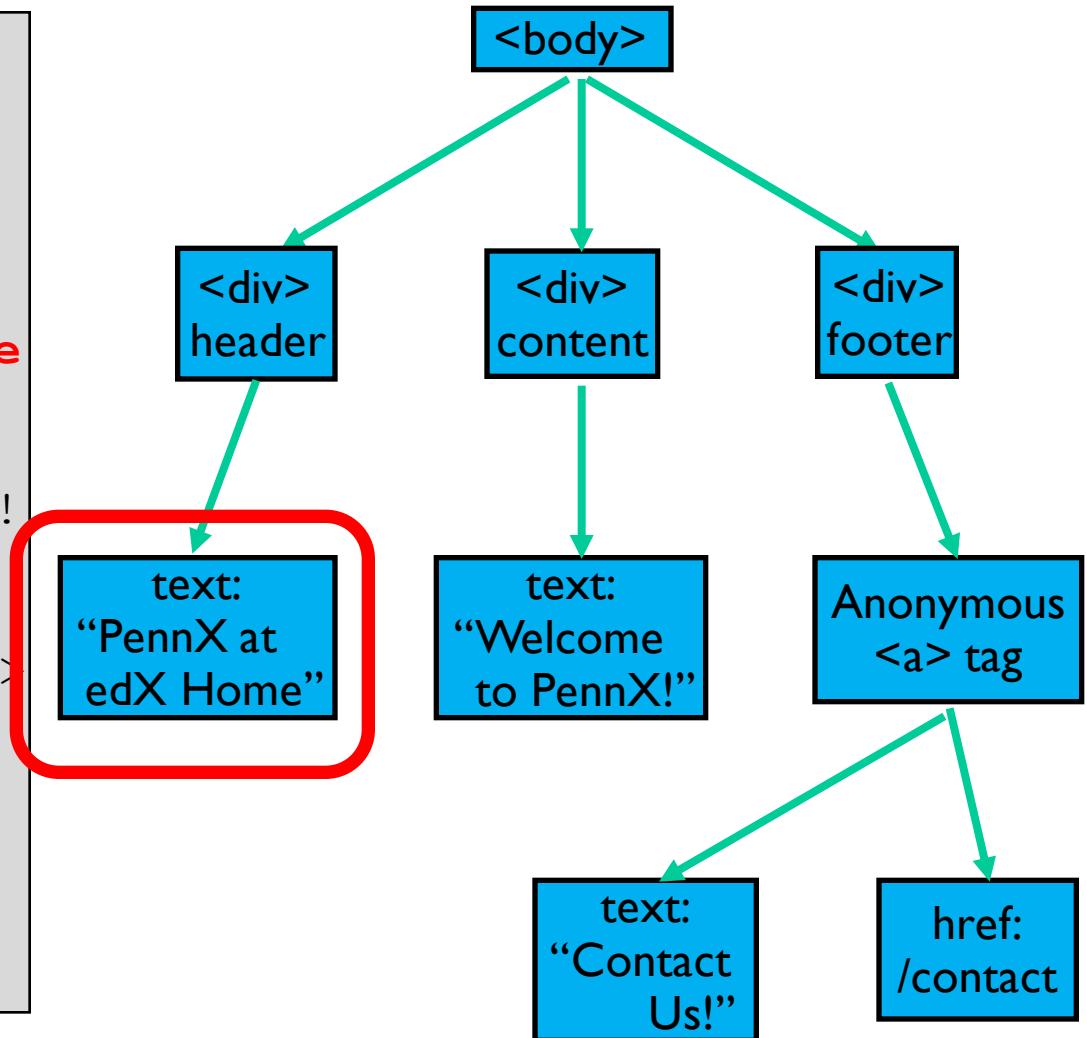 <body>
<div>
header
<div>
content
<div>
footer
e
!
>
text:
“PennX at
edX Home”
text:
“Welcome
to PennX!”
Anonymous
<a> tag
text:
“Contact
Us!”
href:
/contact